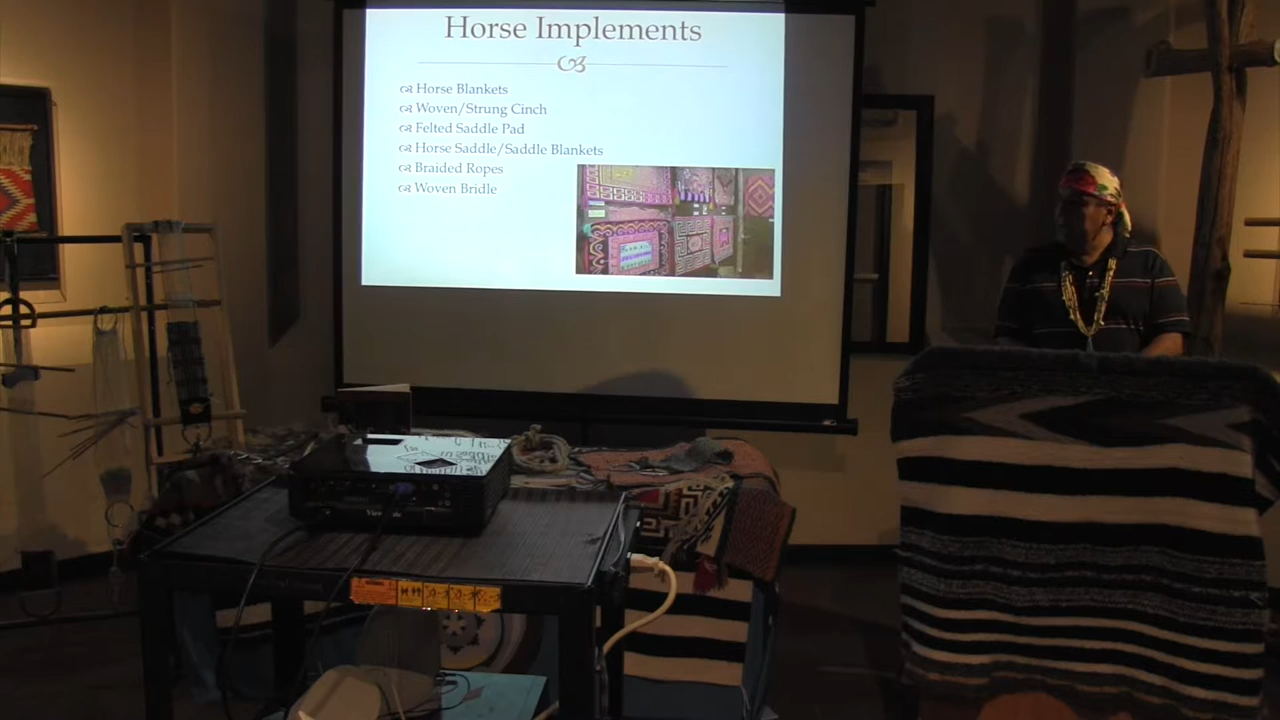 Horse Implements
Horse Blankets
Woven/Strung Cinch
Felted Saddle Pad
Horse Saddle/Saddle Blankets
Braided Ropes
Woven Bridle